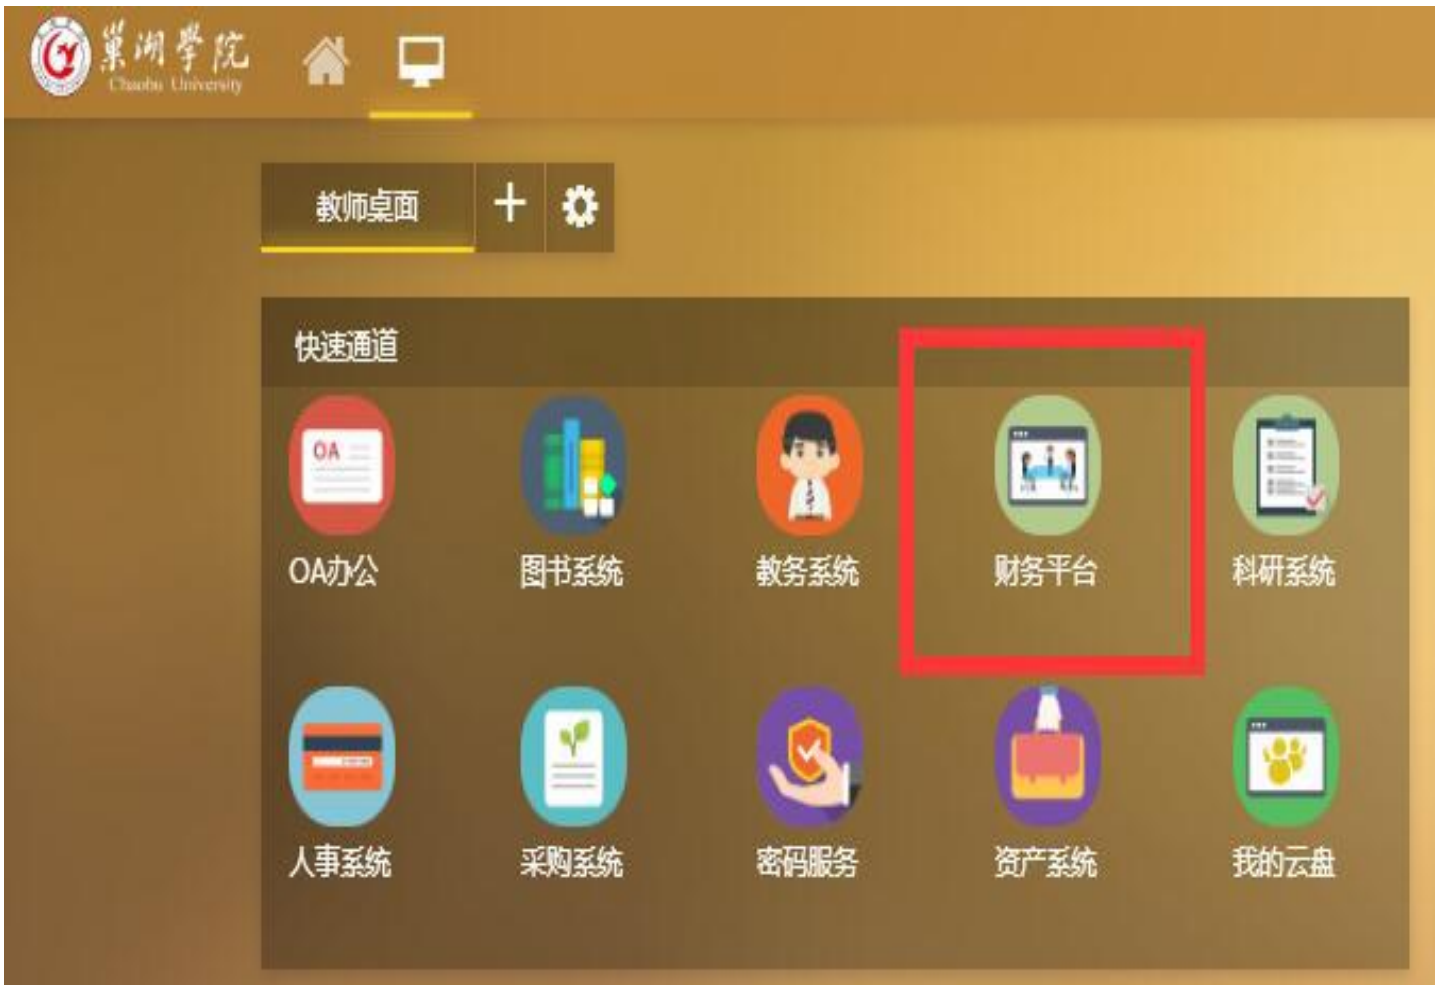 巢湖學院
Chaohu University
教师桌面
快速通道
OA
OA办公 图书系统 教务系统 财务平台 科研系统
人事系统 采购系统 密码服务 资产系统 我的云盘